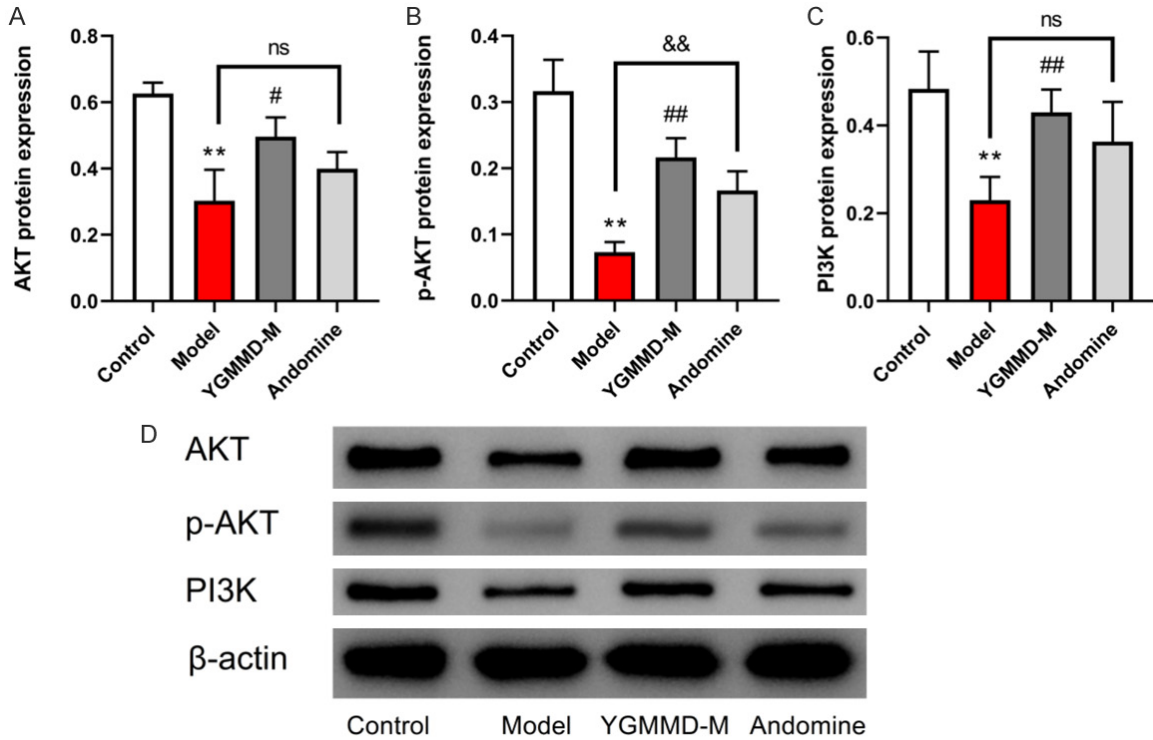 A
AKT protein expression
0.8
0.6
0.4
0.2
0.0
ns
**
#
Control
Model
YGMMD-M
Andomine
B
p-AKT protein expression
0.4
0.3
0.2
0.1
0.0
&&
**
##
Control
Model
YGMMD-M
Andomine
C
PI3K protein expression
0.6
0.4
0.2
0.0
ns
**
##
Control
Model
YGMMD-M
Andomine
D
AKT
p-AKT
PI3K
β-actin
Control Model YGMMD-M Andomine